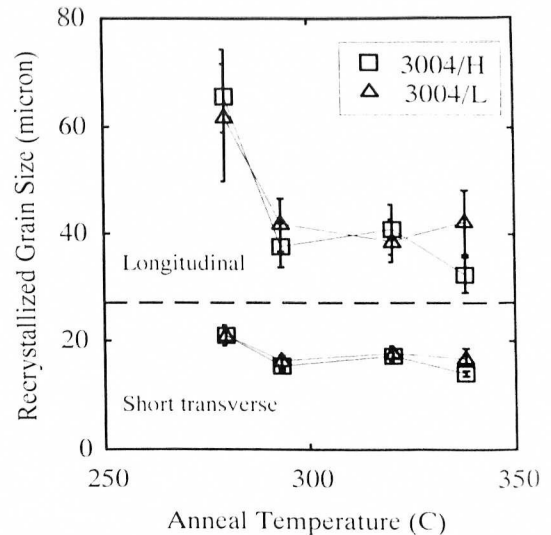 80
60
40
20
0
Recrystallized Grain Size (micron)
3004/H
3004/L
Longitudinal
Short transverse
250
300
350
Anneal Temperature (C)